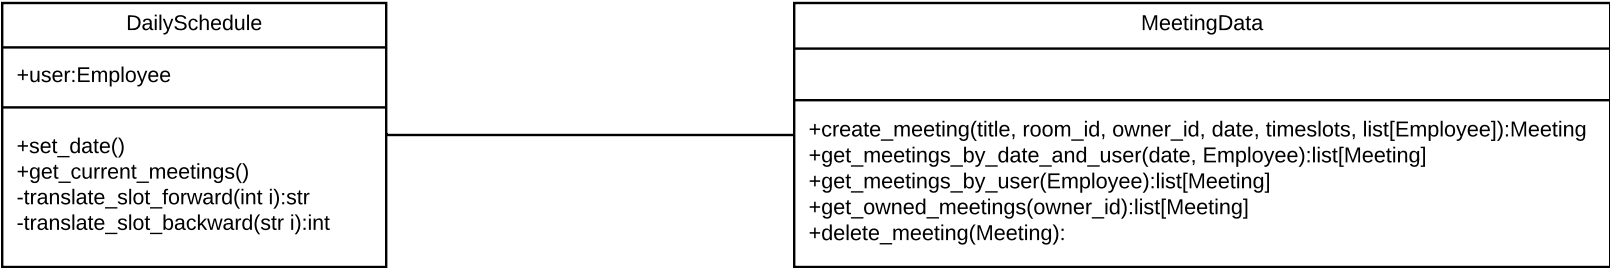 DailySchedule
+user:Employee
+set_date()
+get_current_meetings()
-translate_slot_forward(int i):str
-translate_slot_backward(str i):int
MeetingData
+create_meeting(title, room_id, owner_id, date, timeslots, list[Employee]):Meeting
+get_meetings_by_date_and_user(date, Employee):list[Meeting]
+get_meetings_by_user(Employee):list[Meeting]
+get_owned_meetings(owner_id):list[Meeting]
+delete_meeting(Meeting):